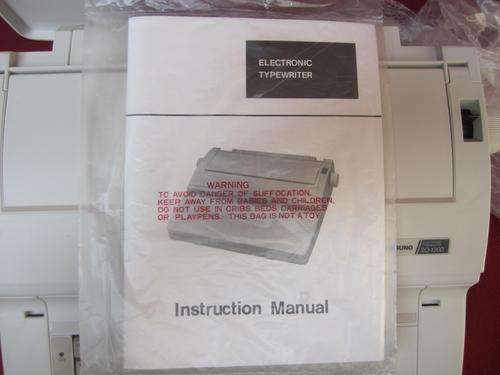 ELECTRONIC
TYPEWRITER
WARNING
TO AVOID DANGER OF SUFFOCATION,
KEEP AWAY FROM BABIES AND CHILDREN,
DO NOT USE IN CRIBS BEDS CARRIAGES
OR PLAYPENS. THIS BAG IS NOT A TOY
Instruction Manual
SUNG